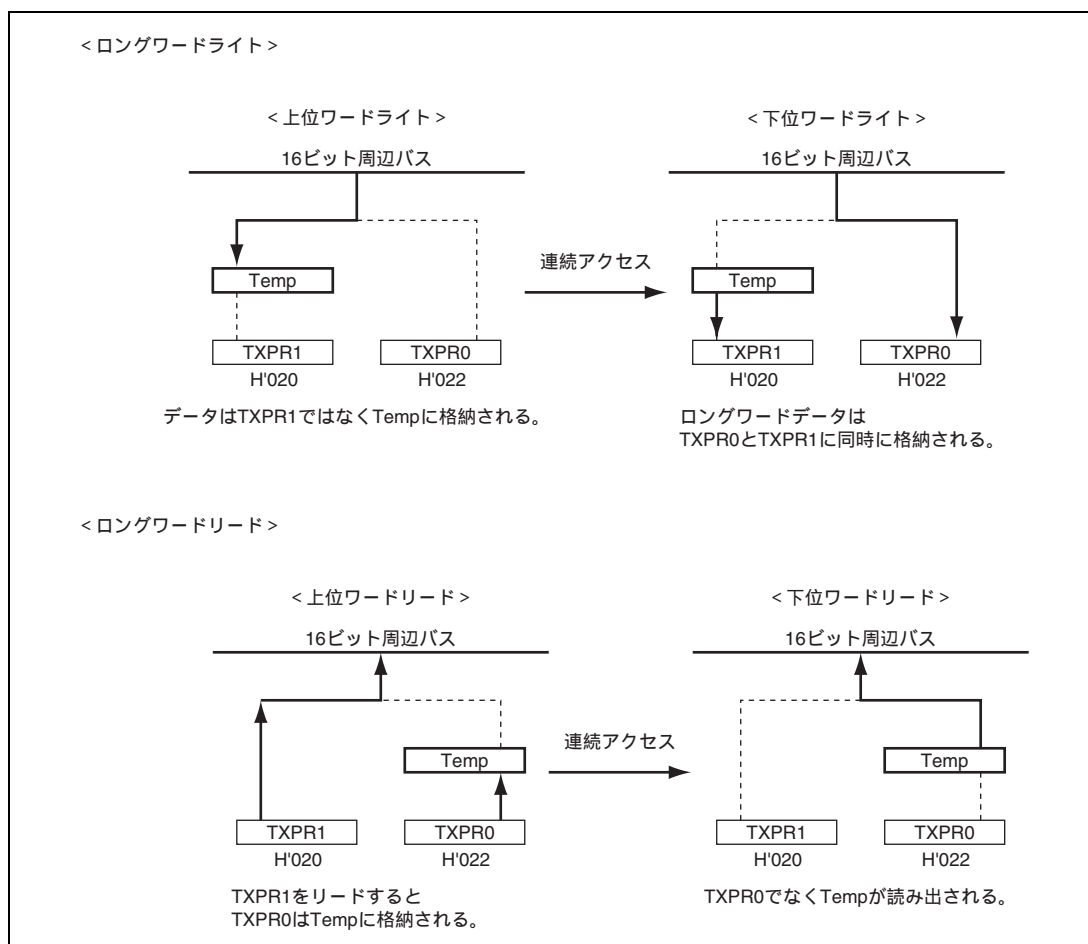 <ロングワードライト>
<上位ワードライト>
16ビット周辺バス
Temp
TXPR1 TXPR0
H'020 H'022
データはTXPR1ではなくTempに格納される。
連続アクセス
<下位ワードライト>
16ビット周辺バス
Temp
TXPR1 TXPR0
H'020 H'022
ロングワードデータは
TXPR0とTXPR1に同時に格納される。
<ロングワードリード>
<上位ワードリード>
16ビット周辺バス
Temp
TXPR1 TXPR0
H'020 H'022
TXPR1をリードすると
TXPR0はTempに格納される。
連続アクセス
<下位ワードリード>
16ビット周辺バス
Temp
TXPR1 TXPR0
H'020 H'022
TXPR0でなくTempが読み出される。